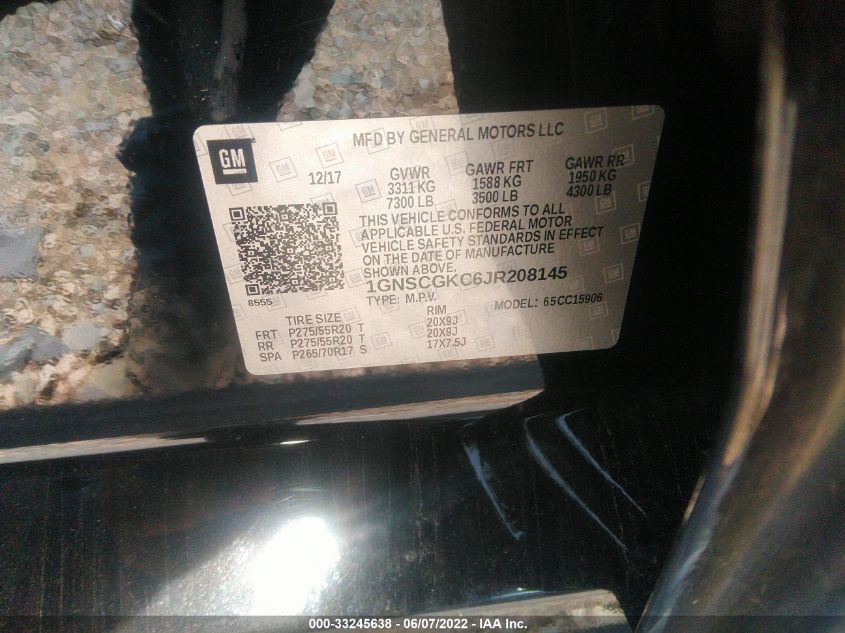 MFD BY GENERAL MOTORS LLC
GM
12/17
GVWR
3311 KG
7300 LB
GAWR FRT
1588 KG
3500 LB
GAWR RR
1950 KG
4300 LB
THIS VEHICLE CONFORMS TO ALL
APPLICABLE U.S. FEDERAL MOTOR
VEHICLE SAFETY STANDARDS IN EFFECT
ON THE DATE OF MANUFACTURE
SHOWN ABOVE.
8555
1GNSCGKC6JR208145
TYPE: M.P.V.
MODEL: 65CC15906
TIRE SIZE RIM
FRT P275/55R20 T 20X9J
RR P275/55R20 T 20X9J
SPA P265/70R17 S 17X7.5J
000-33245638 - 06/07/2022 - IAA Inc.